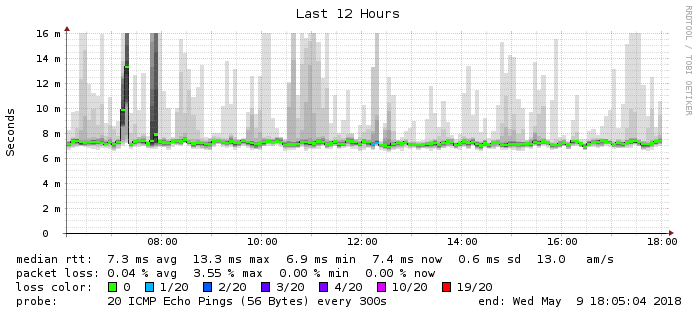 Last 12 Hours
RRDTOOL / TOBI OETIKER
Seconds
16 m
14 m
12 m
10 m
8 m
6 m
4 m
2 m
0
08:00 10:00 12:00 14:00 16:00 18:00
median rtt: 7.3 ms avg 13.3 ms max 6.9 ms min 7.4 ms now 0.6 ms sd 13.0 am/s
packet loss: 0.04 % avg 3.55 % max 0.00 % min 0.00 % now
loss color: 0 1/20 2/20 3/20 4/20 10/20 19/20
probe: 20 ICMP Echo Pings (56 Bytes) every 300s end: Wed May 9 18:05:04 2018